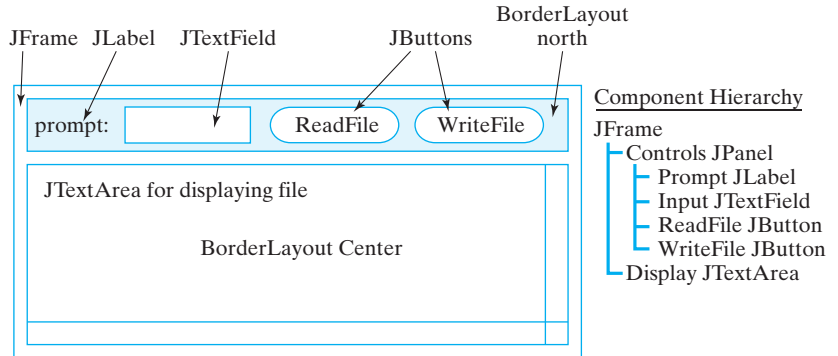 BorderLayout
north
JFrame JLabel JTextField JButtons
prompt: ReadFile WriteFile
JTextArea for displaying file
BorderLayout Center
Component Hierarchy
JFrame
Controls JPanel
Prompt JLabel
Input JTextField
ReadFile JButton
WriteFile JButton
Display JTextArea